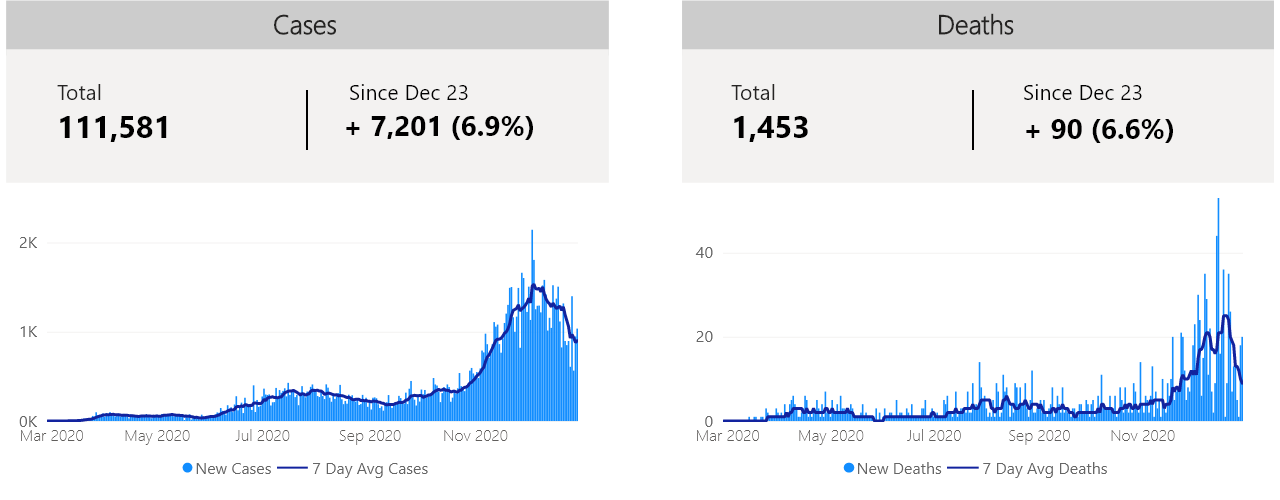 Cases
Total
Since Dec 23
111,581
+ 7,201 (6.9%)
2K
1K
0K
Mar 2020 May 2020 Jul 2020 Sep 2020 Nov 2020
New Cases 7 Day Avg Cases
Deaths
Total
Since Dec 23
1,453
+ 90 (6.6%)
40
20
0
Mar 2020 May 2020 Jul 2020 Sep 2020 Nov 2020
New Deaths 7 Day Avg Deaths